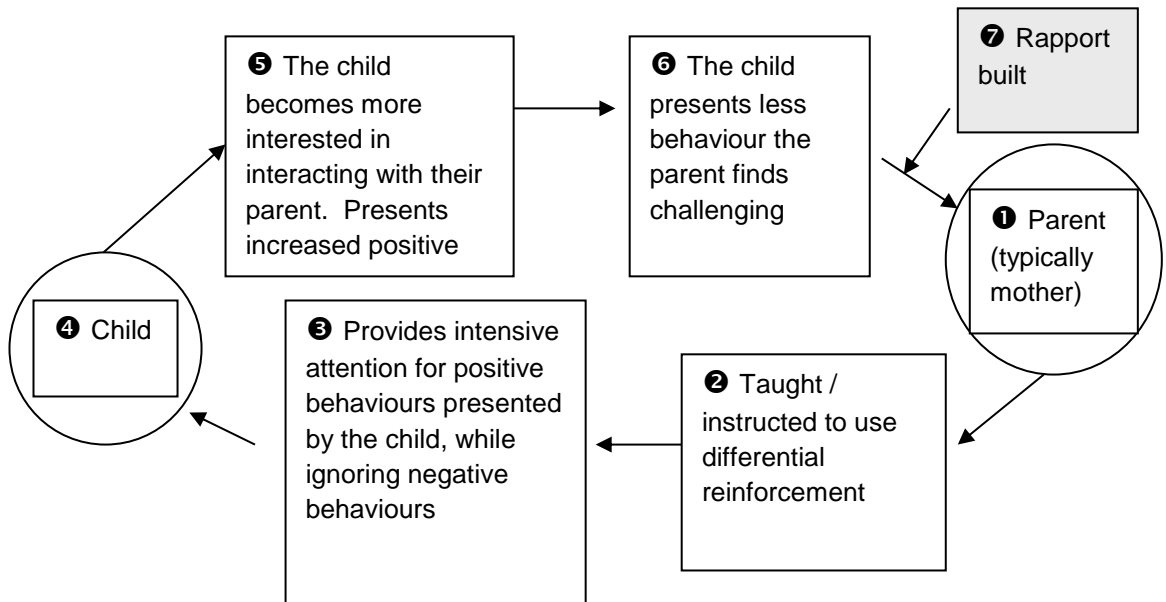 ❺ The child
becomes more
interested in
interacting with their
parent.  Presents
increased positive
❻ The child
presents less
behaviour the
parent finds
challenging
❼ Rapport
built
❶ Parent
(typically
mother)
❹ Child
❸ Provides intensive
attention for positive
behaviours presented
by the child, while
ignoring negative
behaviours
❷ Taught /
instructed to use
differential
reinforcement